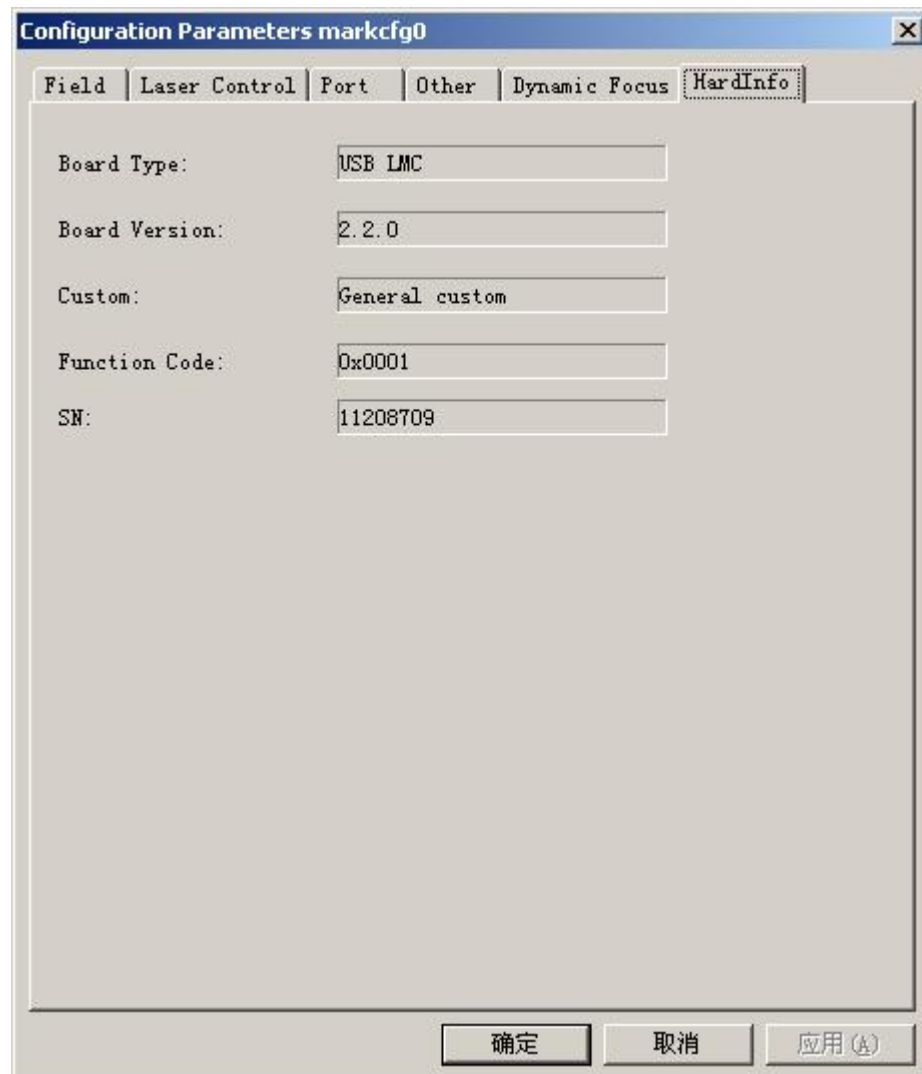 Configuration Parameters markcfg0
Field Laser Control Port Other Dynamic Focus HardInfo
Board Type: USB LMC
Board Version: 2.2.0
Custom: General custom
Function Code: 0x0001
SN: 11208709
确定 取消 应用(A)